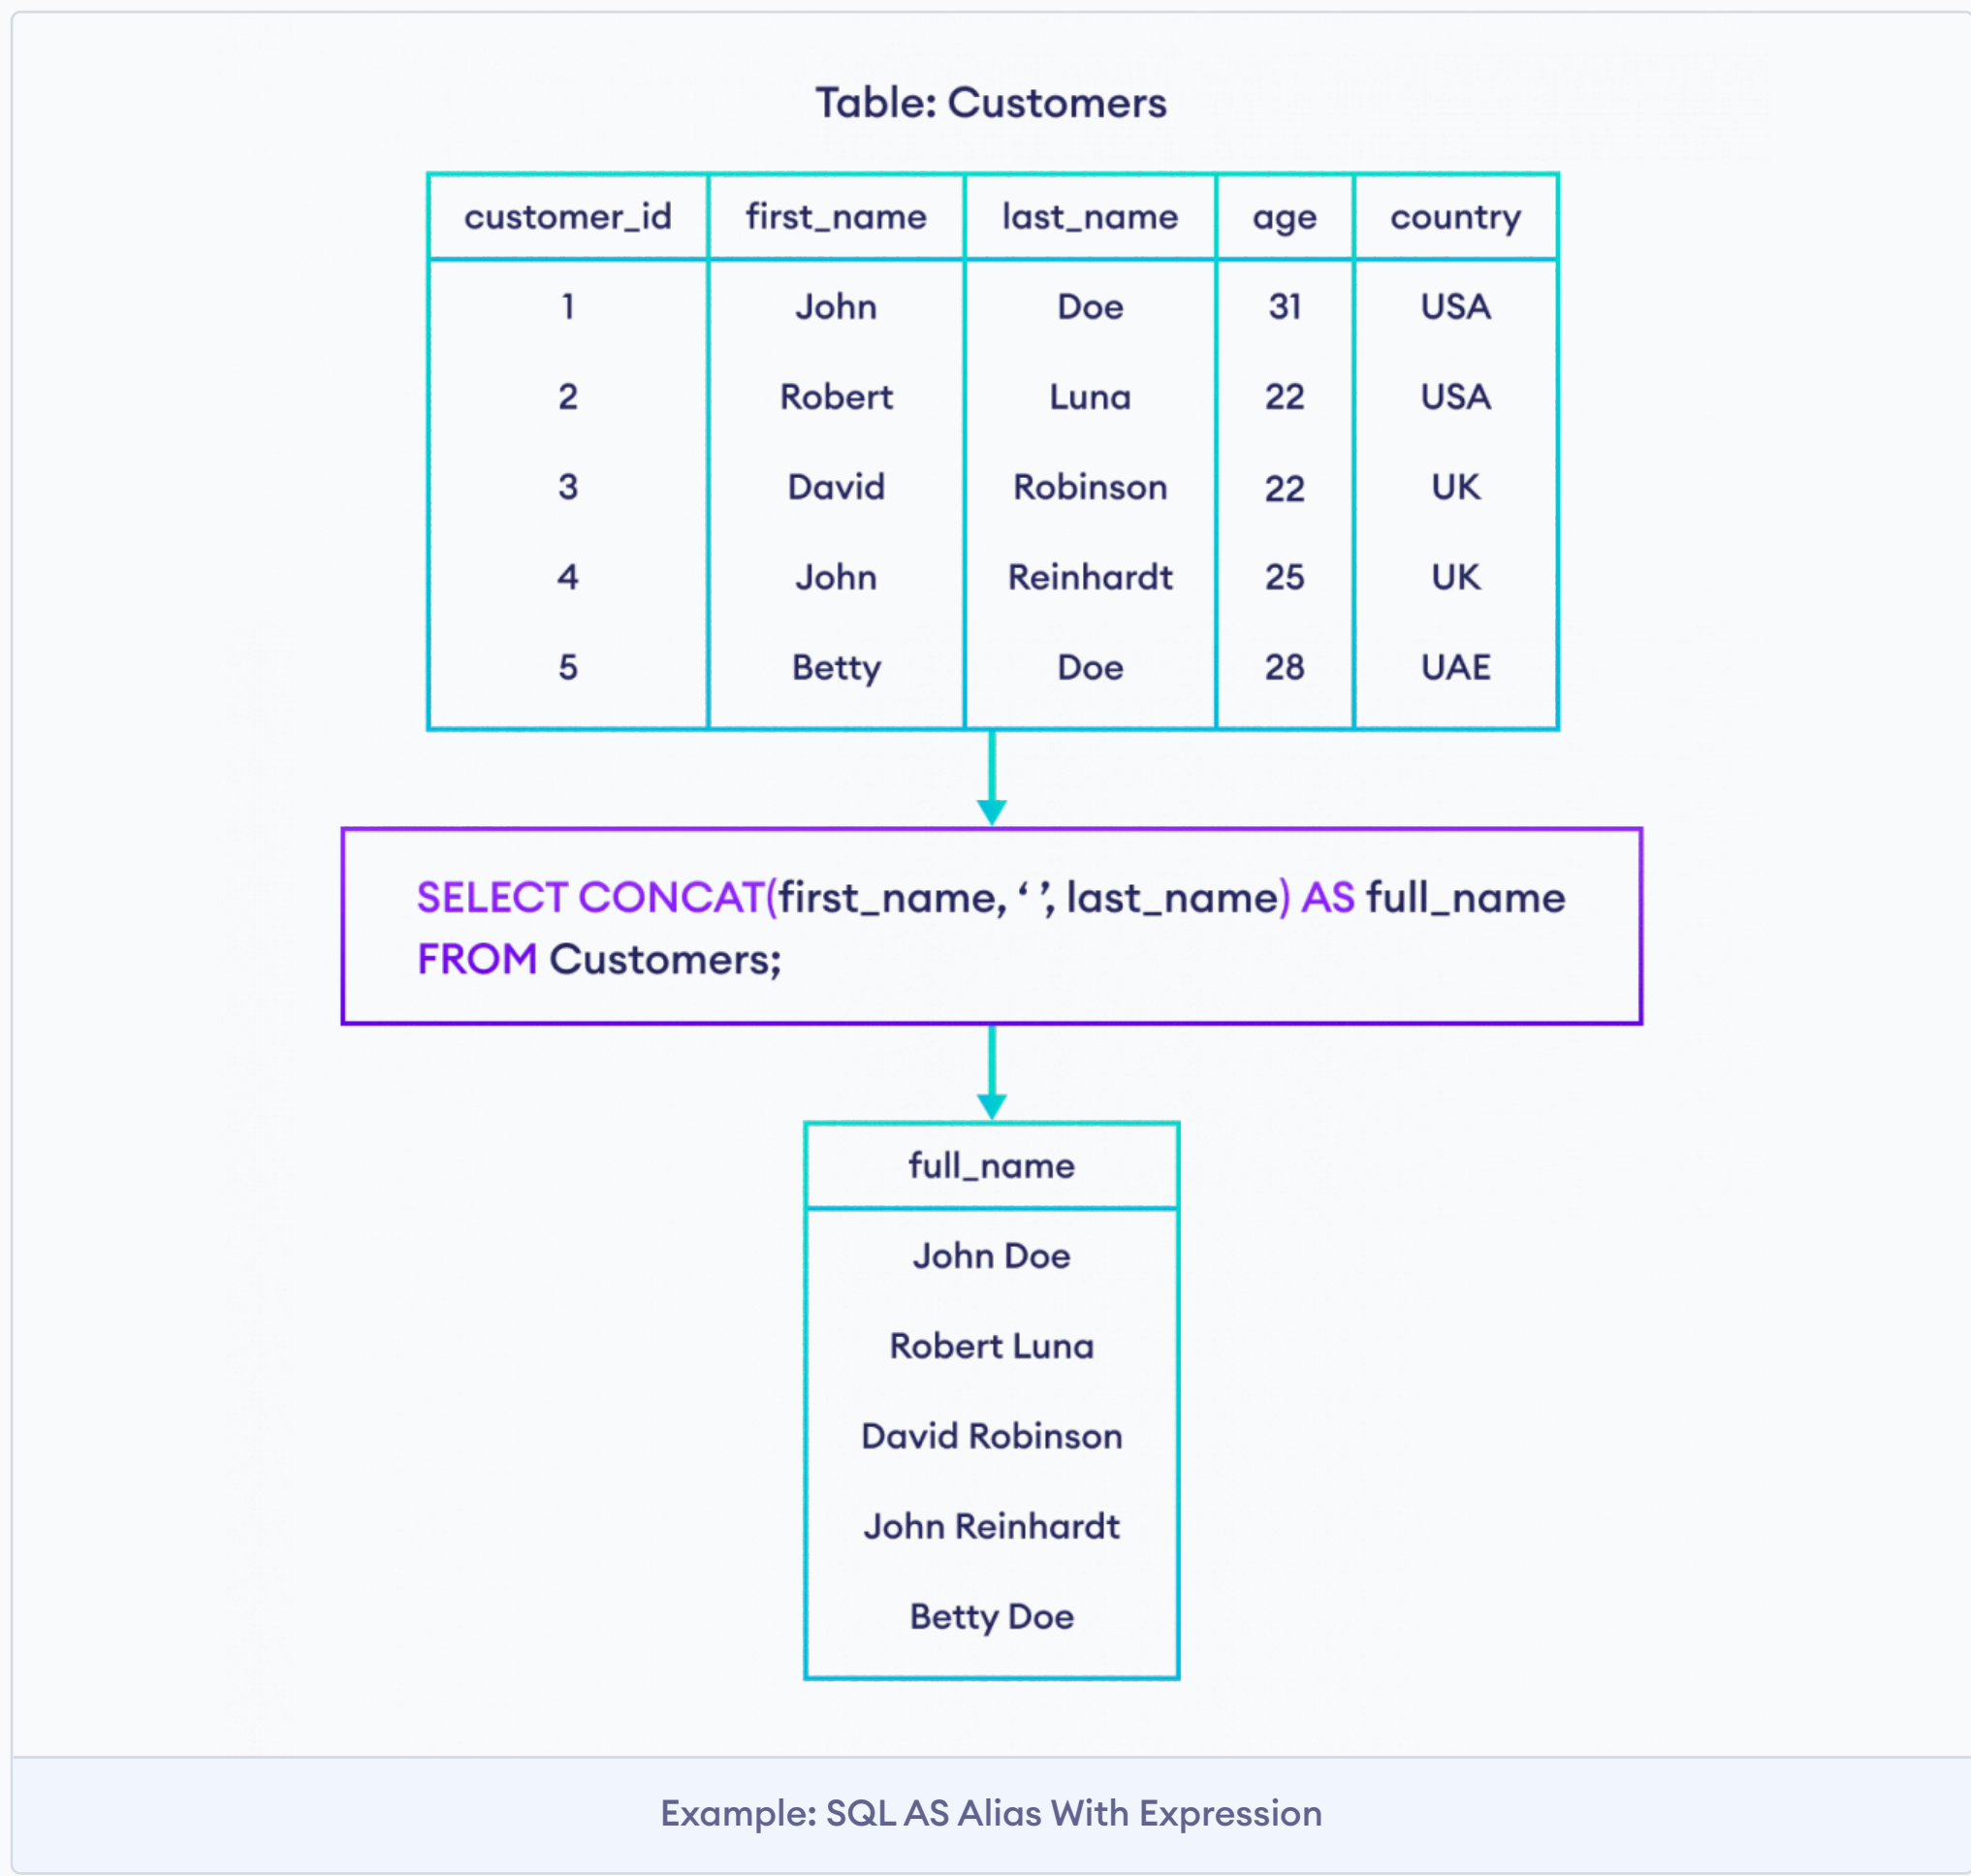 Table: Customers
customer_id first_name last_name age country
1 John Doe 31 USA
2 Robert Luna 22 USA
3 David Robinson 22 UK
4 John Reinhardt 25 UK
5 Betty Doe 28 UAE
SELECT CONCAT(first_name, ‘ ’, last_name) AS full_name
FROM Customers;
full_name
John Doe
Robert Luna
David Robinson
John Reinhardt
Betty Doe
Example: SQL AS Alias With Expression